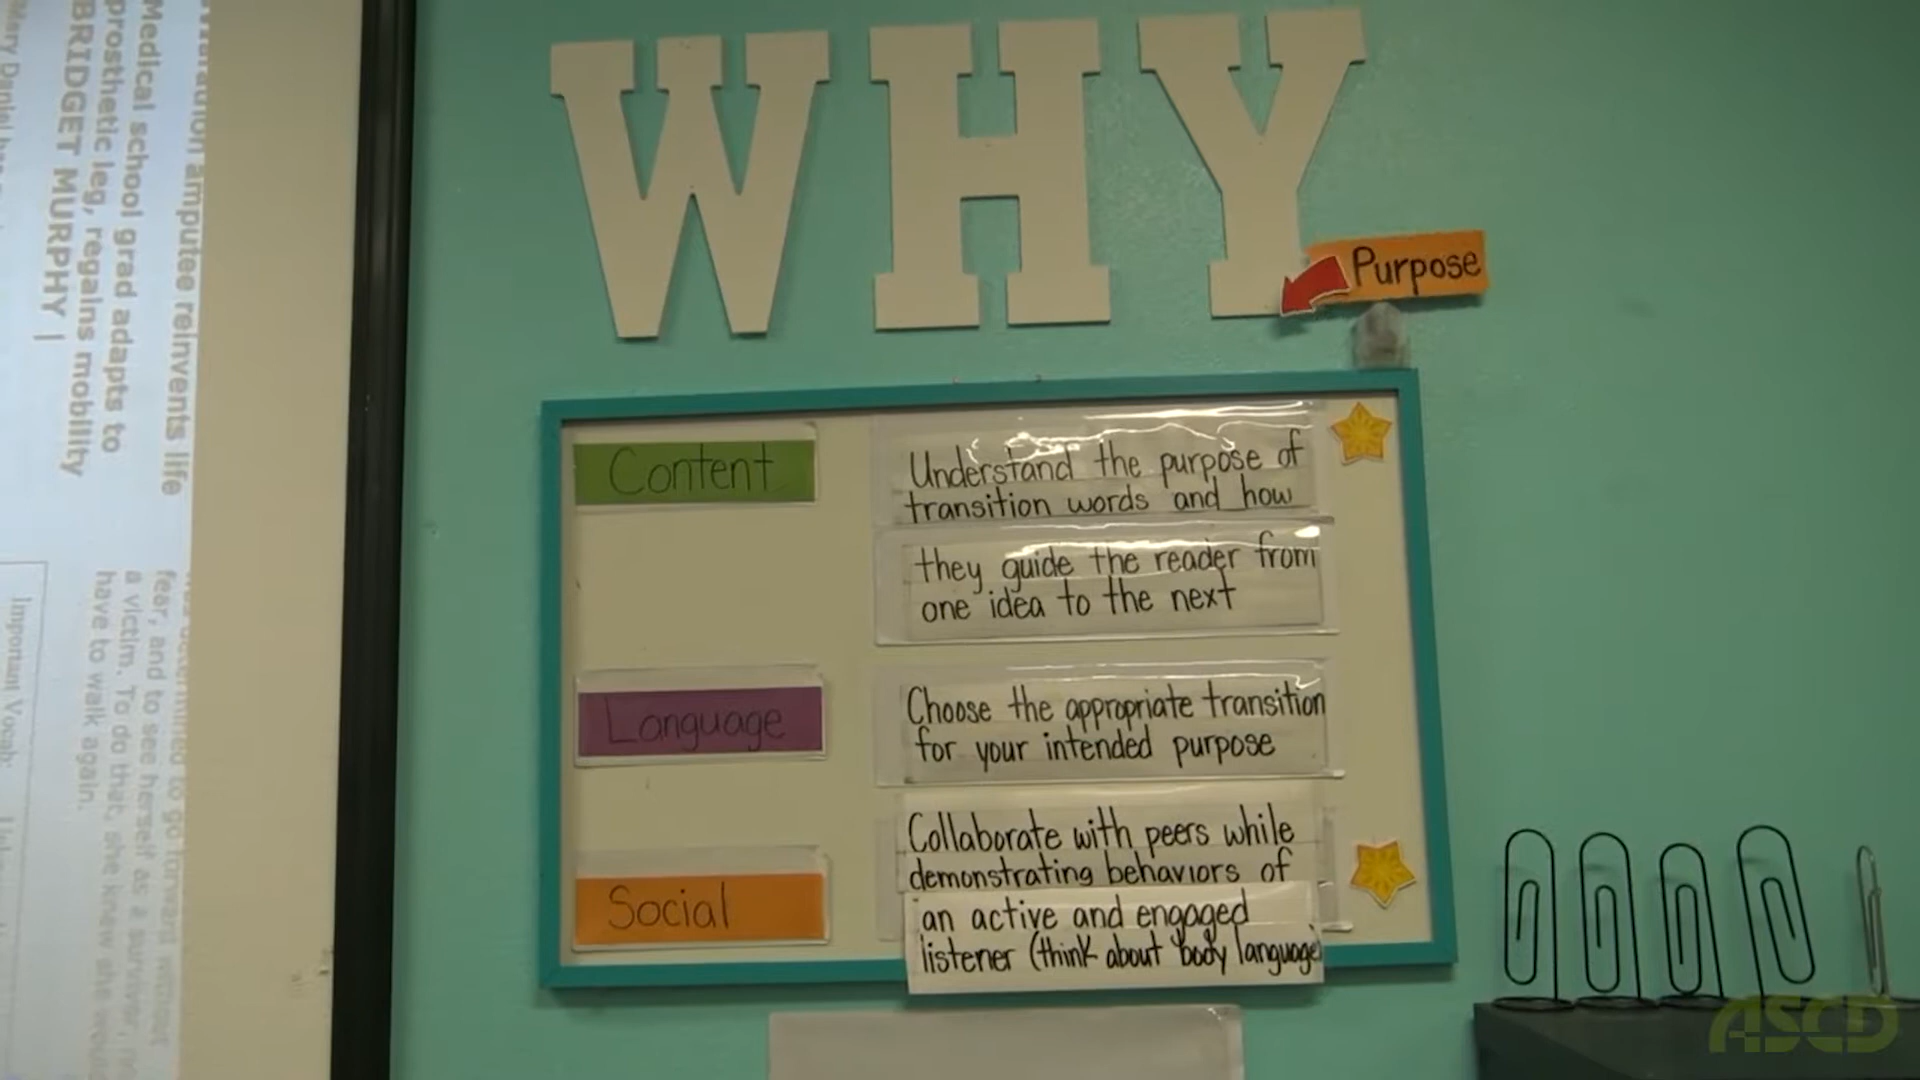 WHY
Purpose
Content
Understand the purpose of
transition words and how
they guide the reader from
one idea to the next
Language
Choose the appropriate transition
for your intended purpose
Social
Collaborate with peers while
demonstrating behaviors of
an active and engaged
listener (think about body language)
amputee reinvents life
Medical school grad adapts to
prosthetic leg, regains mobility
BRIDGET MURPHY |
Mary Daniel
fear, and to see herself as a survivor,
a victim. To do that, she knew she would
have to walk again.
Important Vocab:
ASCD